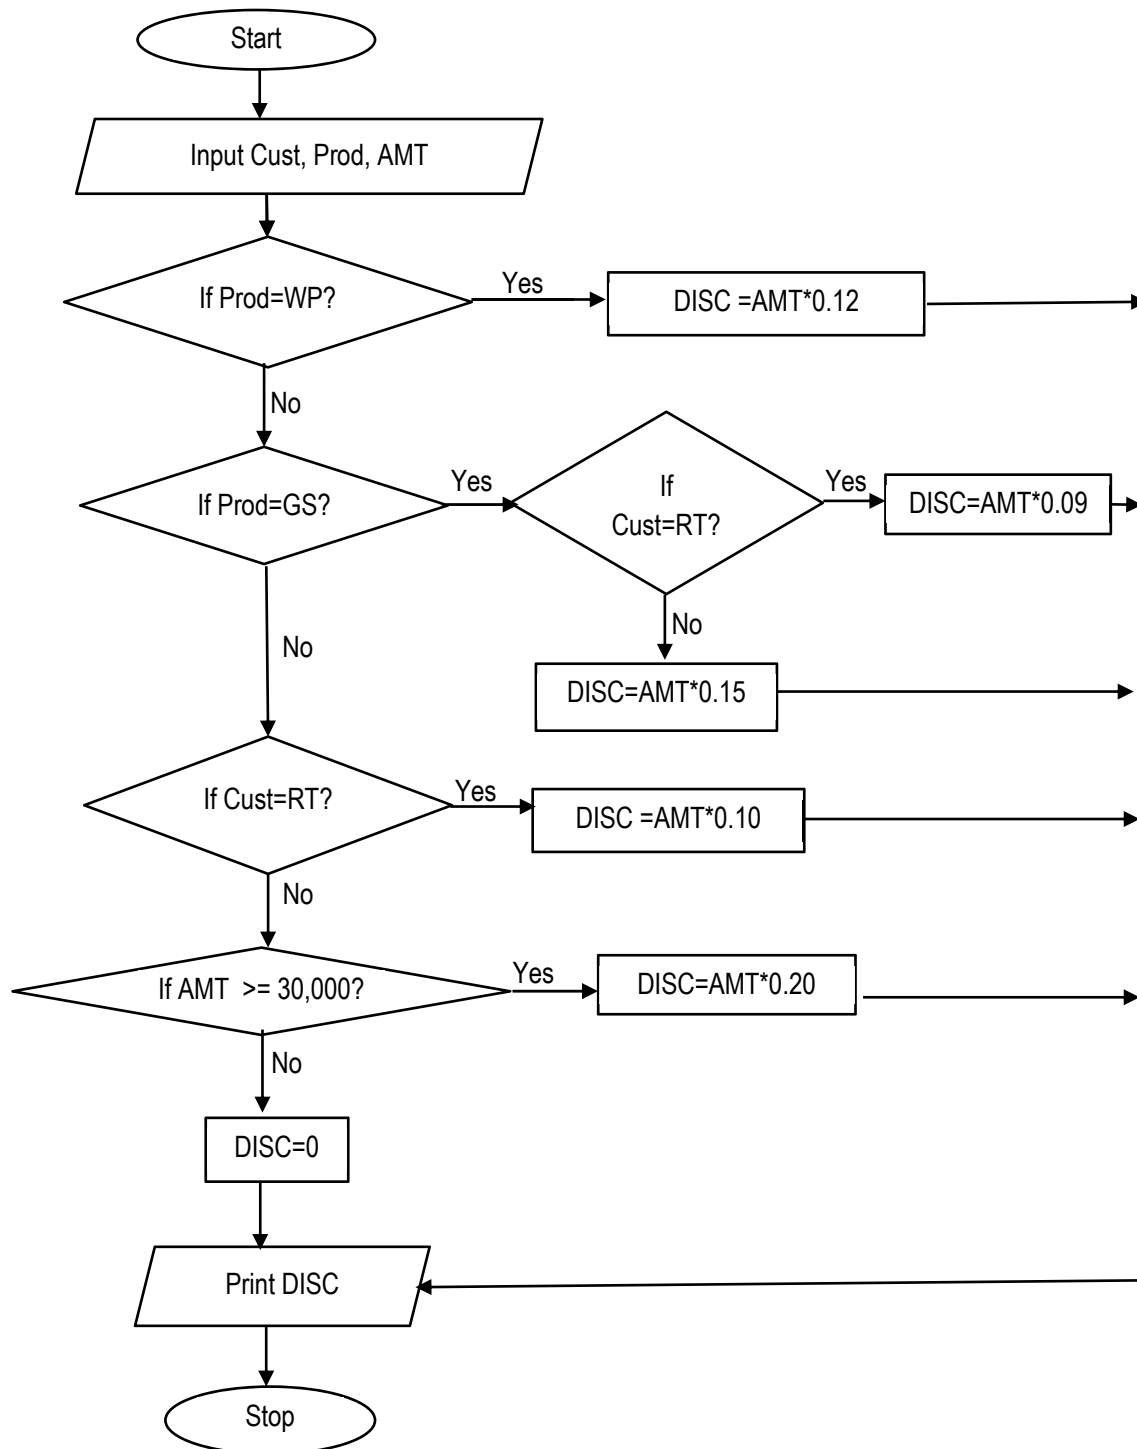 Start
Input Cust, Prod, AMT
If Prod=WP?
Yes
DISC =AMT*0.12
No
If Prod=GS?
Yes
If
Cust=RT?
Yes
DISC=AMT*0.09
No
No
DISC=AMT*0.15
If Cust=RT?
Yes
DISC =AMT*0.10
No
If AMT >= 30,000?
Yes
DISC=AMT*0.20
No
DISC=0
Print DISC
Stop